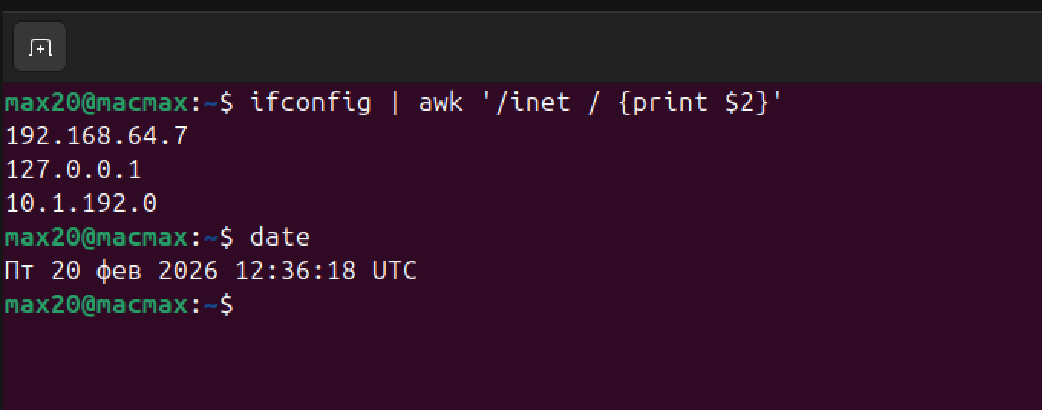 max20@macmax:~$ ifconfig | awk '/inet / {print $2}'
192.168.64.7
127.0.0.1
10.1.192.0
max20@macmax:~$ date
Пт 20 фев 2026 12:36:18 UTC
max20@macmax:~$